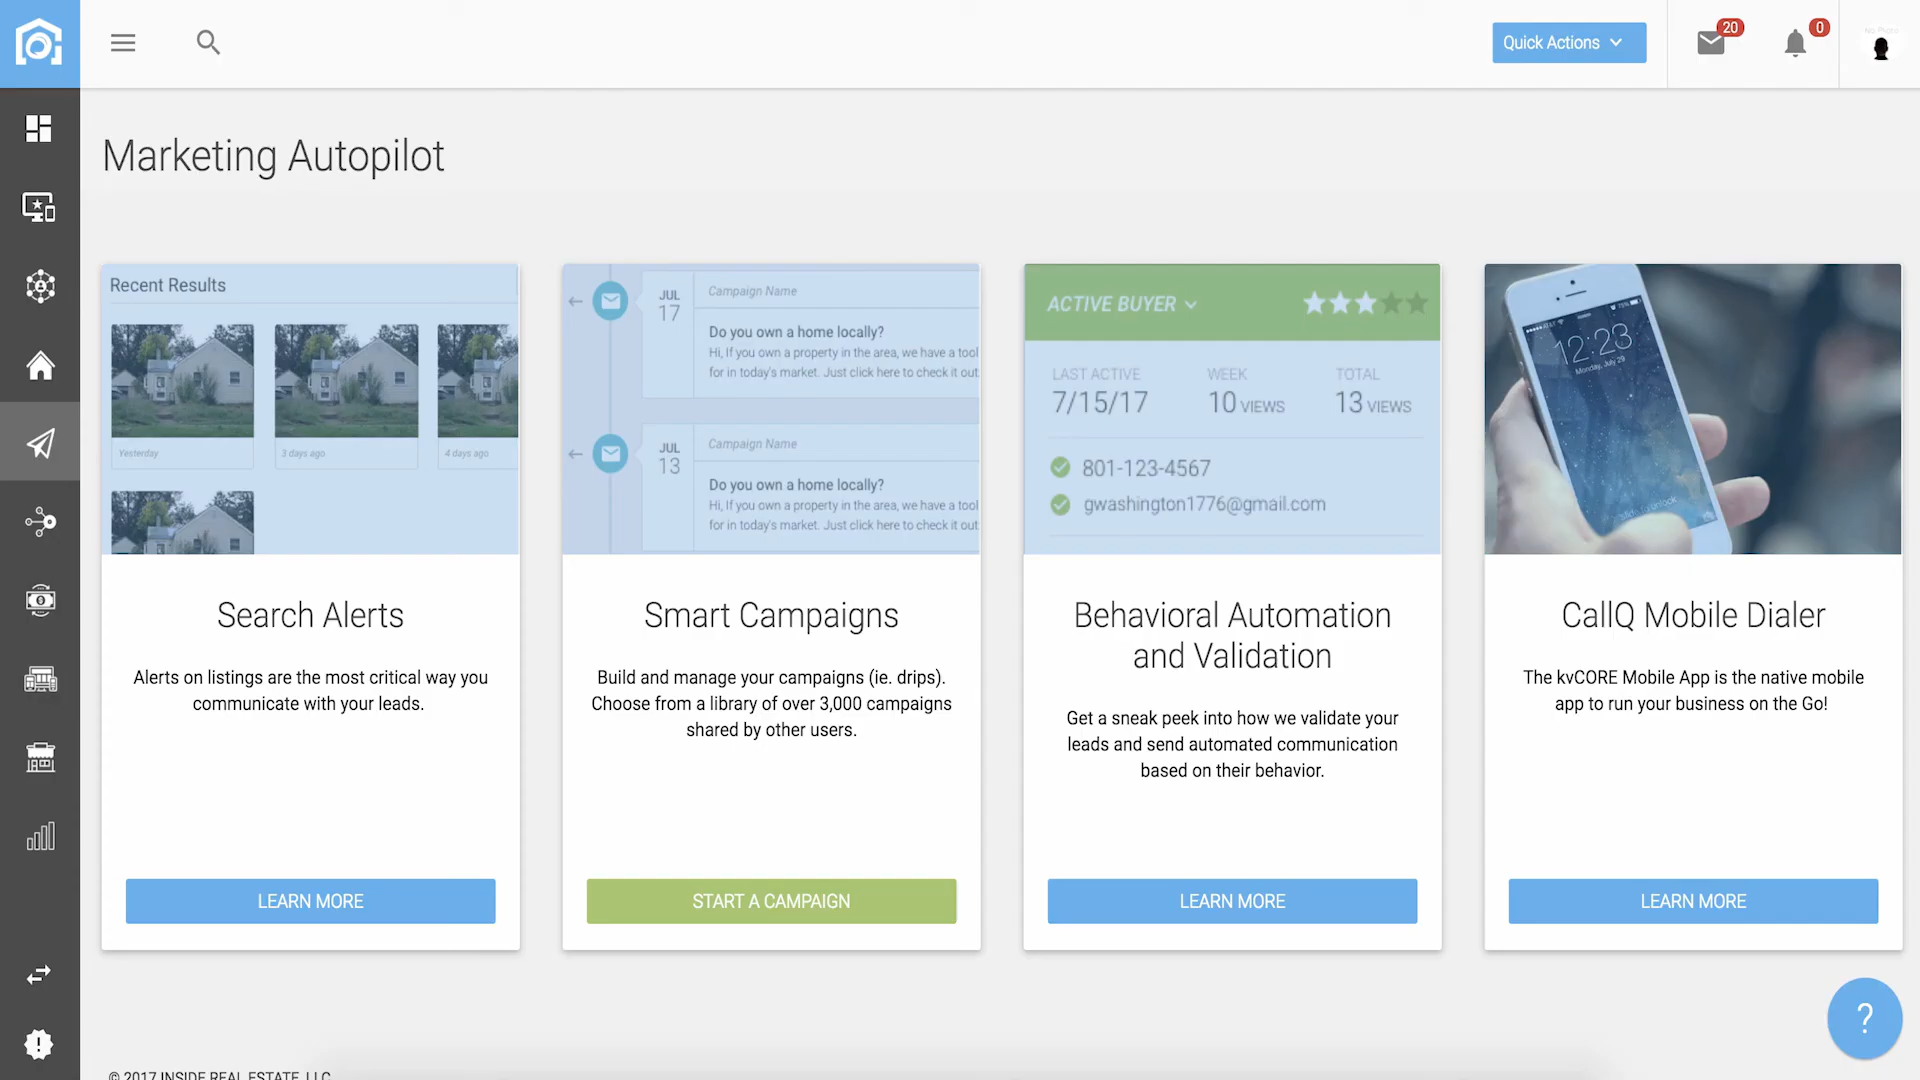 Quick Actions
20
0
Marketing Autopilot
Recent Results
Yesterday
3 days ago
4 days ago
Search Alerts
Alerts on listings are the most critical way you
communicate with your leads.
LEARN MORE
JUL
17
Campaign Name
Do you own a home locally?
Hi, If you own a property in the area, we have a tool
for in today's market. Just click here to check it out
JUL
13
Campaign Name
Do you own a home locally?
Hi, If you own a property in the area, we have a tool
for in today's market. Just click here to check it out
Smart Campaigns
Build and manage your campaigns (ie. drips).
Choose from a library of over 3,000 campaigns
shared by other users.
START A CAMPAIGN
ACTIVE BUYER
LAST ACTIVE
7/15/17
WEEK
10 VIEWS
TOTAL
13 VIEWS
801-123-4567
gwashington1776@gmail.com
Behavioral Automation
and Validation
Get a sneak peek into how we validate your
leads and send automated communication
based on their behavior.
LEARN MORE
12:23
Monday, July 29
CallQ Mobile Dialer
The kvCORE Mobile App is the native mobile
app to run your business on the Go!
LEARN MORE
?
© 2017 INSIDE REAL ESTATE, LLC